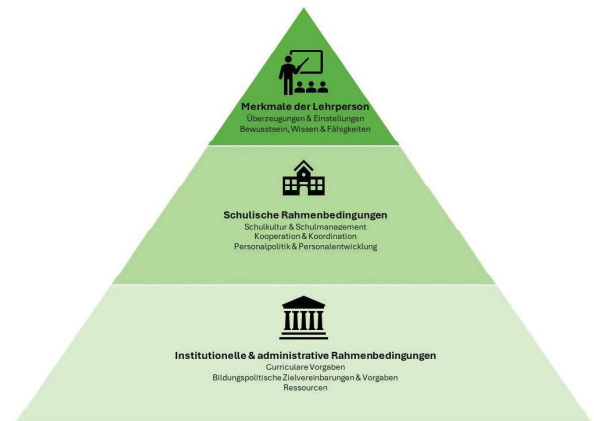 Merkmale der Lehrperson
Überzeugungen & Einstellungen
Bewusstsein, Wissen & Fähigkeiten
Schulische Rahmenbedingungen
Schulkultur & Schulmanagement
Kooperation & Koordination
Personalpolitik & Personalentwicklung
Institutionelle & administrative Rahmenbedingungen
Curriculare Vorgaben
Bildungspolitische Zielvereinbarungen & Vorgaben
Ressourcen